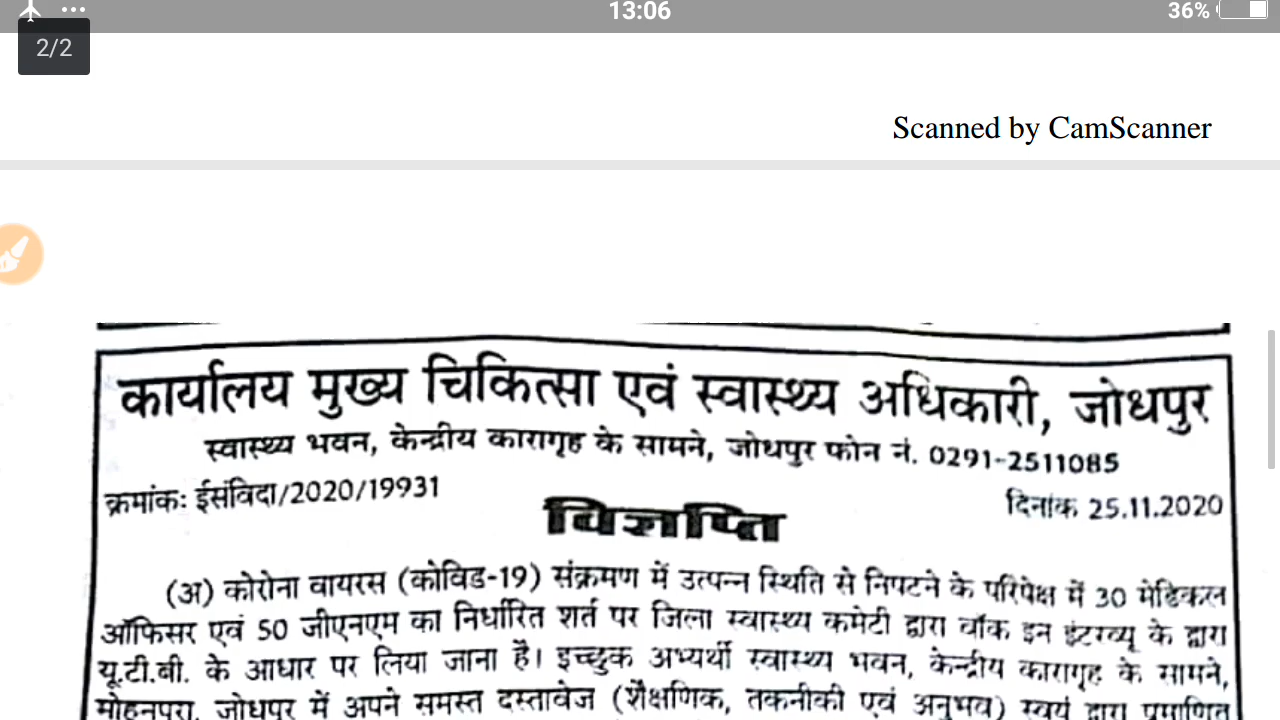 13:06
36%
2/2
Scanned by CamScanner
कार्यालय मुख्य चिकित्सा एवं स्वास्थ्य अधिकारी, जोधपुर
स्वास्थ्य भवन, केन्द्रीय कारागृह के सामने, जोधपुर फोन नं. 0291-2511085
क्रमांकः ईसंविदा/2020/19931
दिनांक 25.11.2020
विज्ञप्ति
(अ) कोरोना वायरस (कोविड-19) संक्रमण में उत्पन्न स्थिति से निपटने के परिपेक्ष में 30 मेडिकल
ऑफिसर एवं 50 जीएनएम का निर्धारित शर्त पर जिला स्वास्थ्य कमेटी द्वारा वॉक इन इंटरव्यू के द्वारा
यू.टी.बी. के आधार पर लिया जाना है। इच्छुक अभ्यर्थी स्वास्थ्य भवन, केन्द्रीय कारागृह के सामने,
मोहनपुरा, जोधपुर में अपने समस्त दस्तावेज (शैक्षणिक, तकनीकी एवं अनुभव) स्वयं द्वारा प्रमाणित